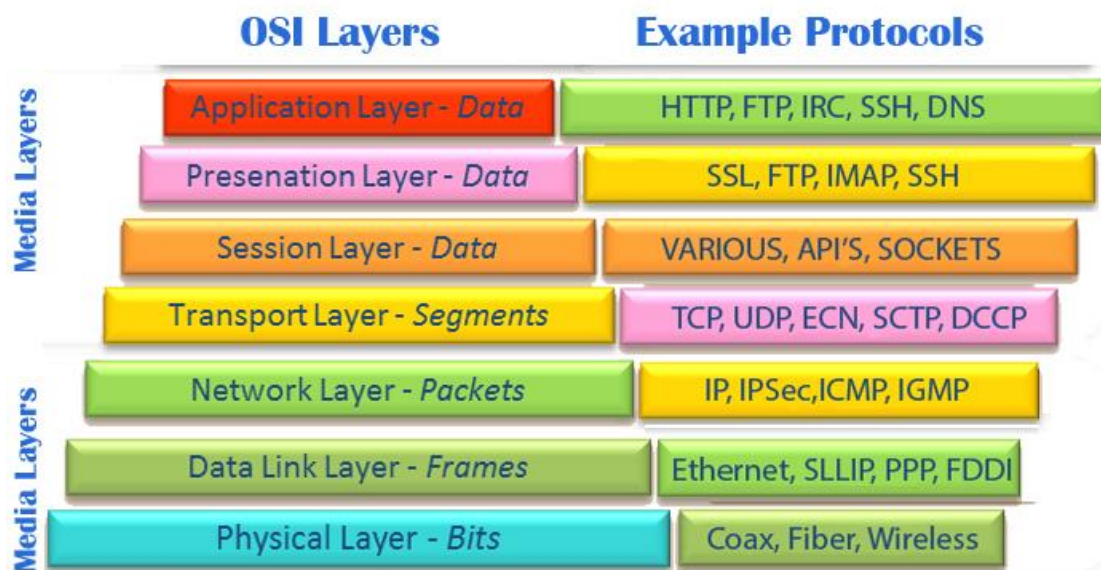 OSI Layers Example Protocols
Media Layers
Application Layer - Data HTTP, FTP, IRC, SSH, DNS
Presenation Layer - Data SSL, FTP, IMAP, SSH
Session Layer - Data VARIOUS, API'S, SOCKETS
Transport Layer - Segments TCP, UDP, ECN, SCTP, DCCP
Media Layers
Network Layer - Packets IP, IPSec,ICMP, IGMP
Data Link Layer - Frames Ethernet, SLLIP, PPP, FDDI
Physical Layer - Bits Coax, Fiber, Wireless